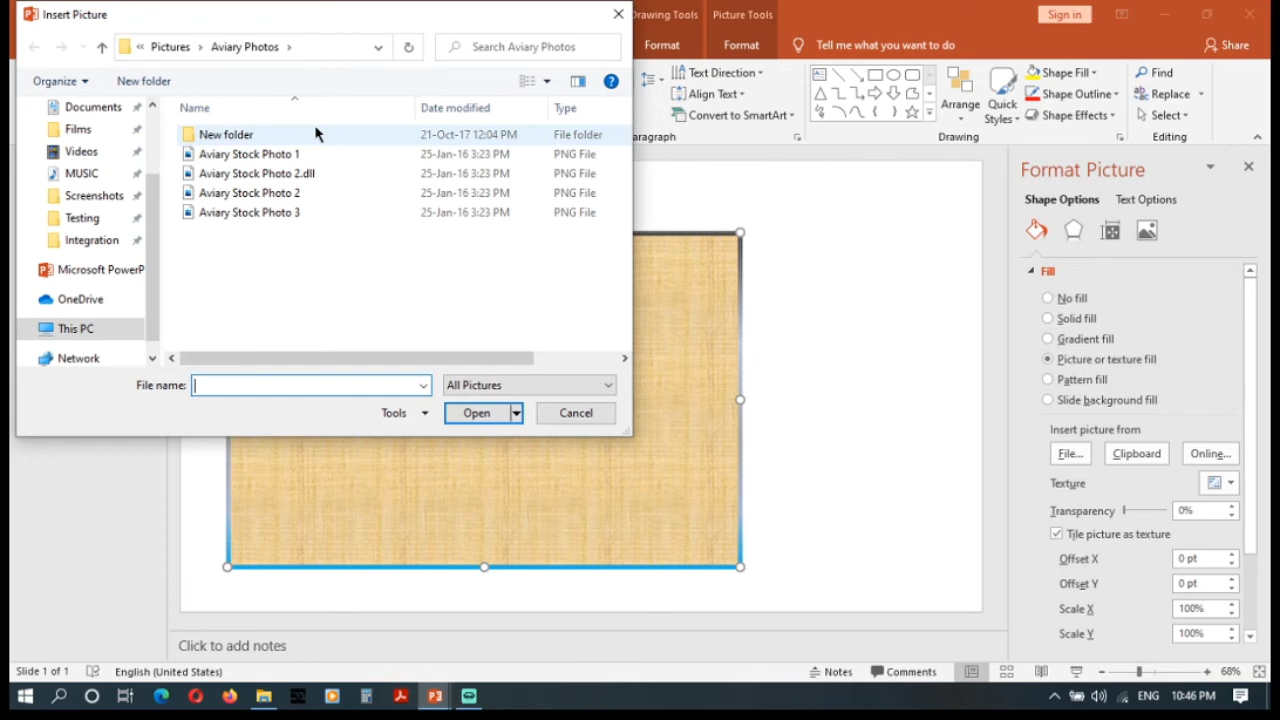 Insert Picture
Drawing Tools
Picture Tools
Sign in
« Pictures > Aviary Photos >
Search Aviary Photos
Format
Format
Tell me what you want to do
Share
Organize
New folder
Text Direction
Align Text
Convert to SmartArt
Arrange
Quick Styles
Shape Fill
Shape Outline
Shape Effects
Find
Replace
Select
aragraph
Drawing
Editing
Documents
Films
Videos
MUSIC
Screenshots
Testing
Integration
Microsoft PowerP
OneDrive
This PC
Network
Name Date modified Type
New folder 21-Oct-17 12:04 PM File folder
Aviary Stock Photo 1 25-Jan-16 3:23 PM PNG File
Aviary Stock Photo 2.dll 25-Jan-16 3:23 PM PNG File
Aviary Stock Photo 2 25-Jan-16 3:23 PM PNG File
Aviary Stock Photo 3 25-Jan-16 3:23 PM PNG File
File name:
All Pictures
Tools
Open
Cancel
Format Picture
Shape Options Text Options
Fill
No fill
Solid fill
Gradient fill
Picture or texture fill
Pattern fill
Slide background fill
Insert picture from
File... Clipboard Online...
Texture
Transparency 0%
Tile picture as texture
Offset X 0 pt
Offset Y 0 pt
Scale X 100%
Scale Y 100%
Click to add notes
Slide 1 of 1 English (United States) Notes Comments 68%
ENG 10:46 PM